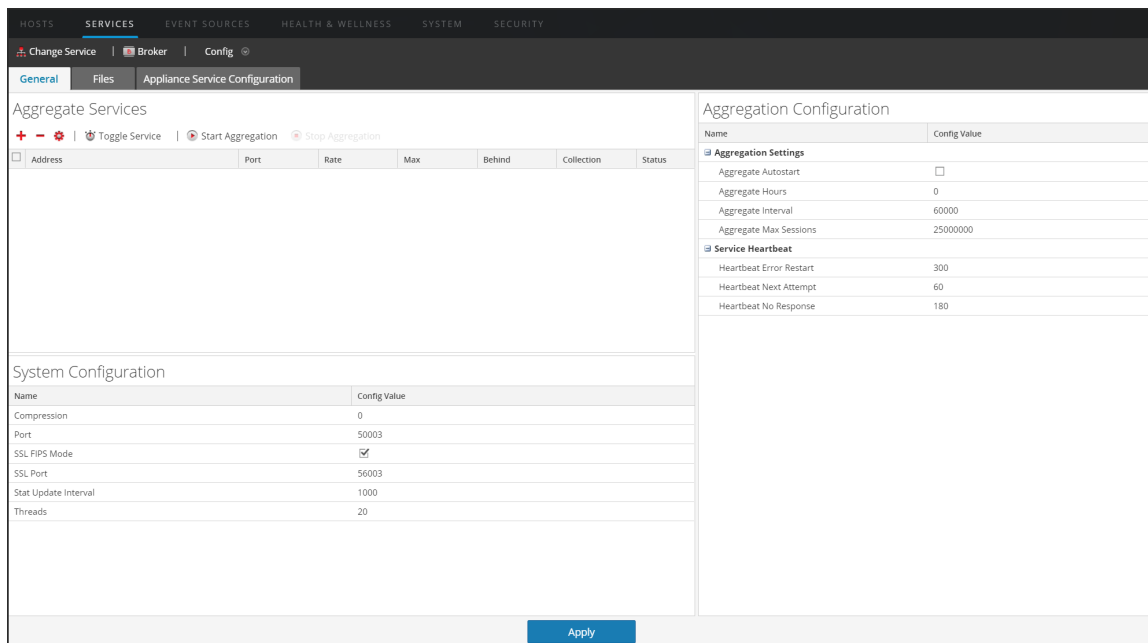 HOSTS SERVICES EVENT SOURCES HEALTH & WELLNESS SYSTEM SECURITY
Change Service | Broker | Config
General Files Appliance Service Configuration
Aggregate Services
Toggle Service | Start Aggregation Stop Aggregation
Address Port Rate Max Behind Collection Status
System Configuration
Name Config Value
Compression 0
Port 50003
SSL FIPS Mode
SSL Port 56003
Stat Update Interval 1000
Threads 20
Aggregation Configuration
Name Config Value
Aggregation Settings
Aggregate Autostart
Aggregate Hours 0
Aggregate Interval 60000
Aggregate Max Sessions 25000000
Service Heartbeat
Heartbeat Error Restart 300
Heartbeat Next Attempt 60
Heartbeat No Response 180
Apply